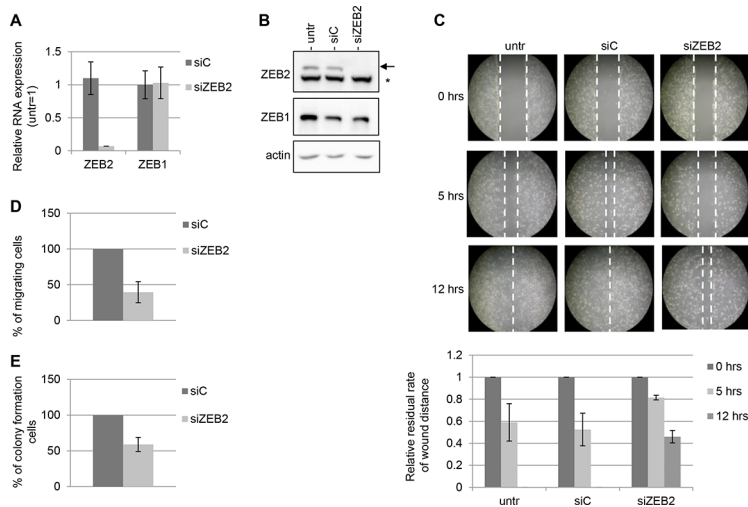 A
Relative RNA expression
(untr=1)
1.5
1
0.5
0
ZEB2
ZEB1
siC
siZEB2
B
untr
siC
siZEB2
ZEB2
*
ZEB1
actin
C
untr
siC
siZEB2
0 hrs
5 hrs
12 hrs
Relative residual rate
of wound distance
1.2
1
0.8
0.6
0.4
0.2
0
untr
siC
siZEB2
0 hrs
5 hrs
12 hrs
D
% of migrating cells
150
100
50
0
siC
siZEB2
E
% of colony formation
cells
150
100
50
0
siC
siZEB2